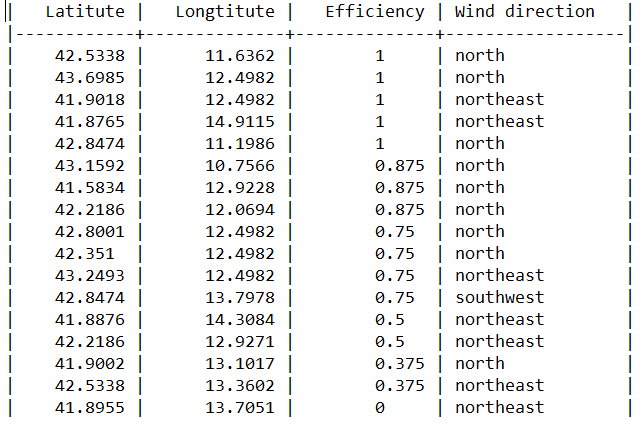 |   Latitute |   Longtitute |   Efficiency | Wind direction   |
|------------+--------------+--------------+------------------|
|    42.5338 |      11.6362 |        1     | north            |
|    43.6985 |      12.4982 |        1     | north            |
|    41.9018 |      12.4982 |        1     | northeast        |
|    41.8765 |      14.9115 |        1     | northeast        |
|    42.8474 |      11.1986 |        1     | north            |
|    43.1592 |      10.7566 |        0.875 | north            |
|    41.5834 |      12.9228 |        0.875 | north            |
|    42.2186 |      12.0694 |        0.875 | north            |
|    42.8001 |      12.4982 |        0.75  | north            |
|    42.351  |      12.4982 |        0.75  | north            |
|    43.2493 |      12.4982 |        0.75  | northeast        |
|    42.8474 |      13.7978 |        0.75  | southwest        |
|    41.8876 |      14.3084 |        0.5   | northeast        |
|    42.2186 |      12.9271 |        0.5   | northeast        |
|    41.9002 |      13.1017 |        0.375 | north            |
|    42.5338 |      13.3602 |        0.375 | northeast        |
|    41.8955 |      13.7051 |        0     | northeast        |